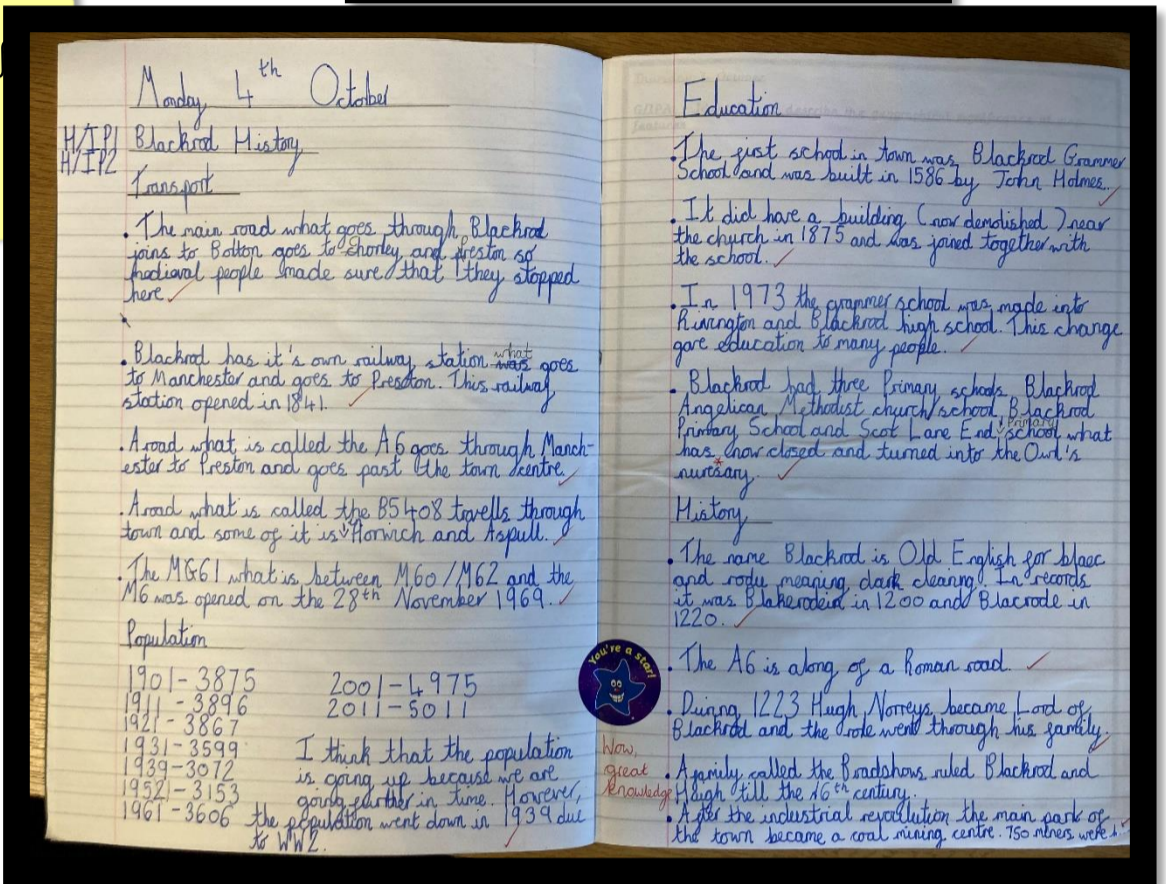 Monday 4th October
H/IP1
H/IP2
Blackrod History
Transport
. The main road what goes through Blackrod
joins to Bolton goes to chorley and preston so
medieval people made sure that they stopped
here
. Blackrod has it's own railway station what goes
to Manchester and goes to Preston. This railway
station opened in 1841.
. A road what is called the A6 goes through Manch-
ester to Preston and goes past the town centre
. A road what is called the B5408 travells through
town and some of it is Horwich and Aspull.
. The M61 what is between M60/M62 and the
M6 was opened on the 28th November 1969.
Population
1901-3875
1911-3896
1921-3867
1931-3599
1939-3072
1952-3153
1961-3606
2001-4975
2011-5011
I think that the population
is going up because we are
going further in time. However,
the population went down in 1939 due
to WW2.
Education
. The first school in town was Blackrod Grammer
School and was built in 1586 by John Holmes.
. It did have a building (now demolished) near
the church in 1875 and was joined together with
the school.
. In 1973 the grammer school was made into
Rivington and Blackrod high school. This change
gave education to many people.
. Blackrod had three Primary schools Blackrod
Angelican Methodist church school Blackrod
Primary School and Scot Lane End Primary school what
has now closed and turned into the Owl's
nuresary.
History
. The name Blackrod is Old English for blaec
and rodu meaning dark clearing. In records
it was Blakerode in 1200 and Blacrode in
1220.
You're a star!
. The A6 is along of a Roman road.
. During 1223 Hugh Norreys became Lord of
Blackrod and the role went through his family.
Wow,
great
knowledge
. A family called the Bradshaws ruled Blackrod and
Haigh till the 16th century.
. After the industrial revolution the main park of
the town became a coal mining centre. 750 miners were